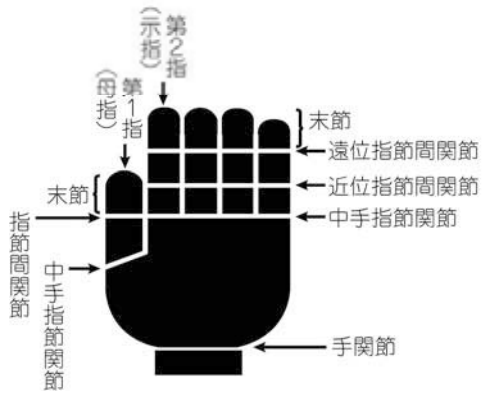 第2指
（示指）
第1指
（母指）
末節
末節
遠位指節間関節
近位指節間関節
中手指節関節
指節間関節
中手指節関節
手関節